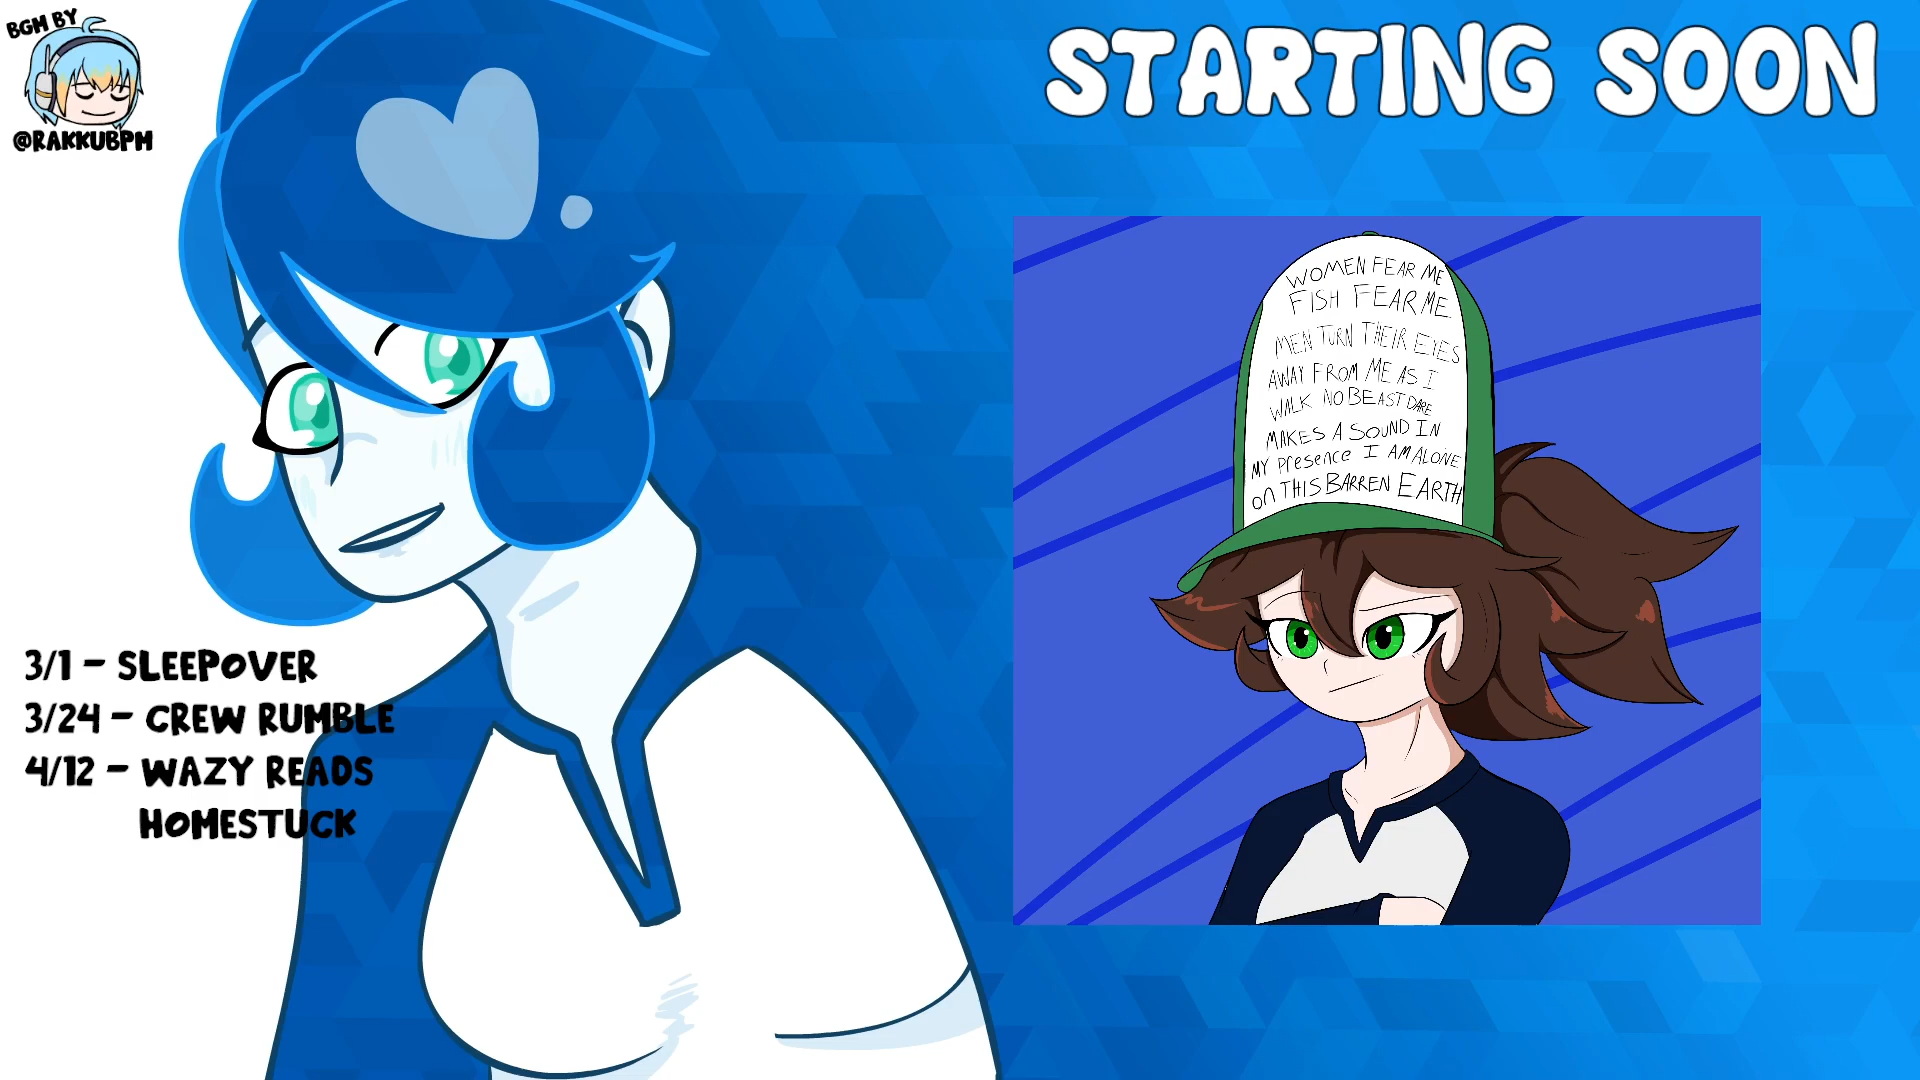 BGM BY
@RAKKUBPM
STARTING SOON
WOMEN FEAR ME
FISH FEAR ME
MEN TURN THEIR EYES
AWAY FROM ME AS I
WALK NO BEAST DARE
MAKES A SOUND IN
MY Presence I AM ALONE
on THIS BARREN EARTH
3/1 - SLEEPOVER
3/24 - CREW RUMBLE
4/12 - WAZY READS
HOMESTUCK